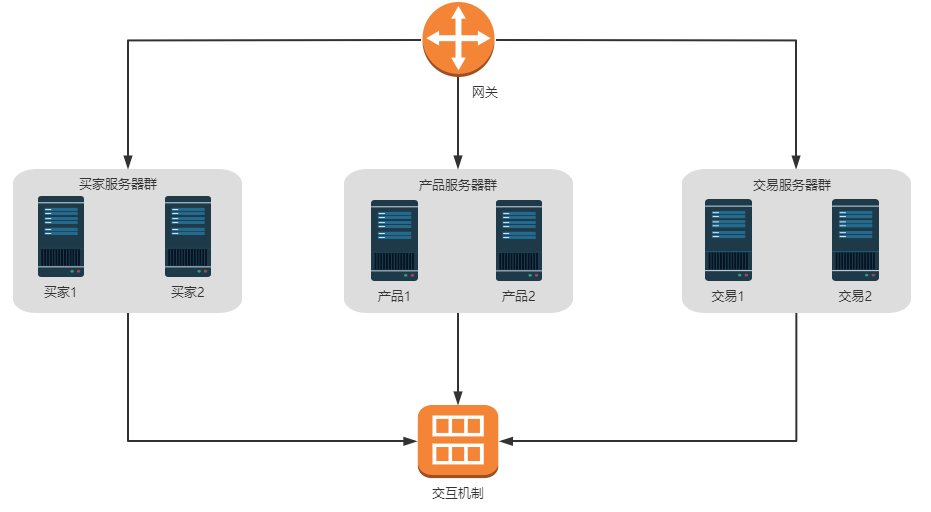 网关
买家服务器群
产品服务器群
交易服务器群
买家1
买家2
产品1
产品2
交易1
交易2
交互机制